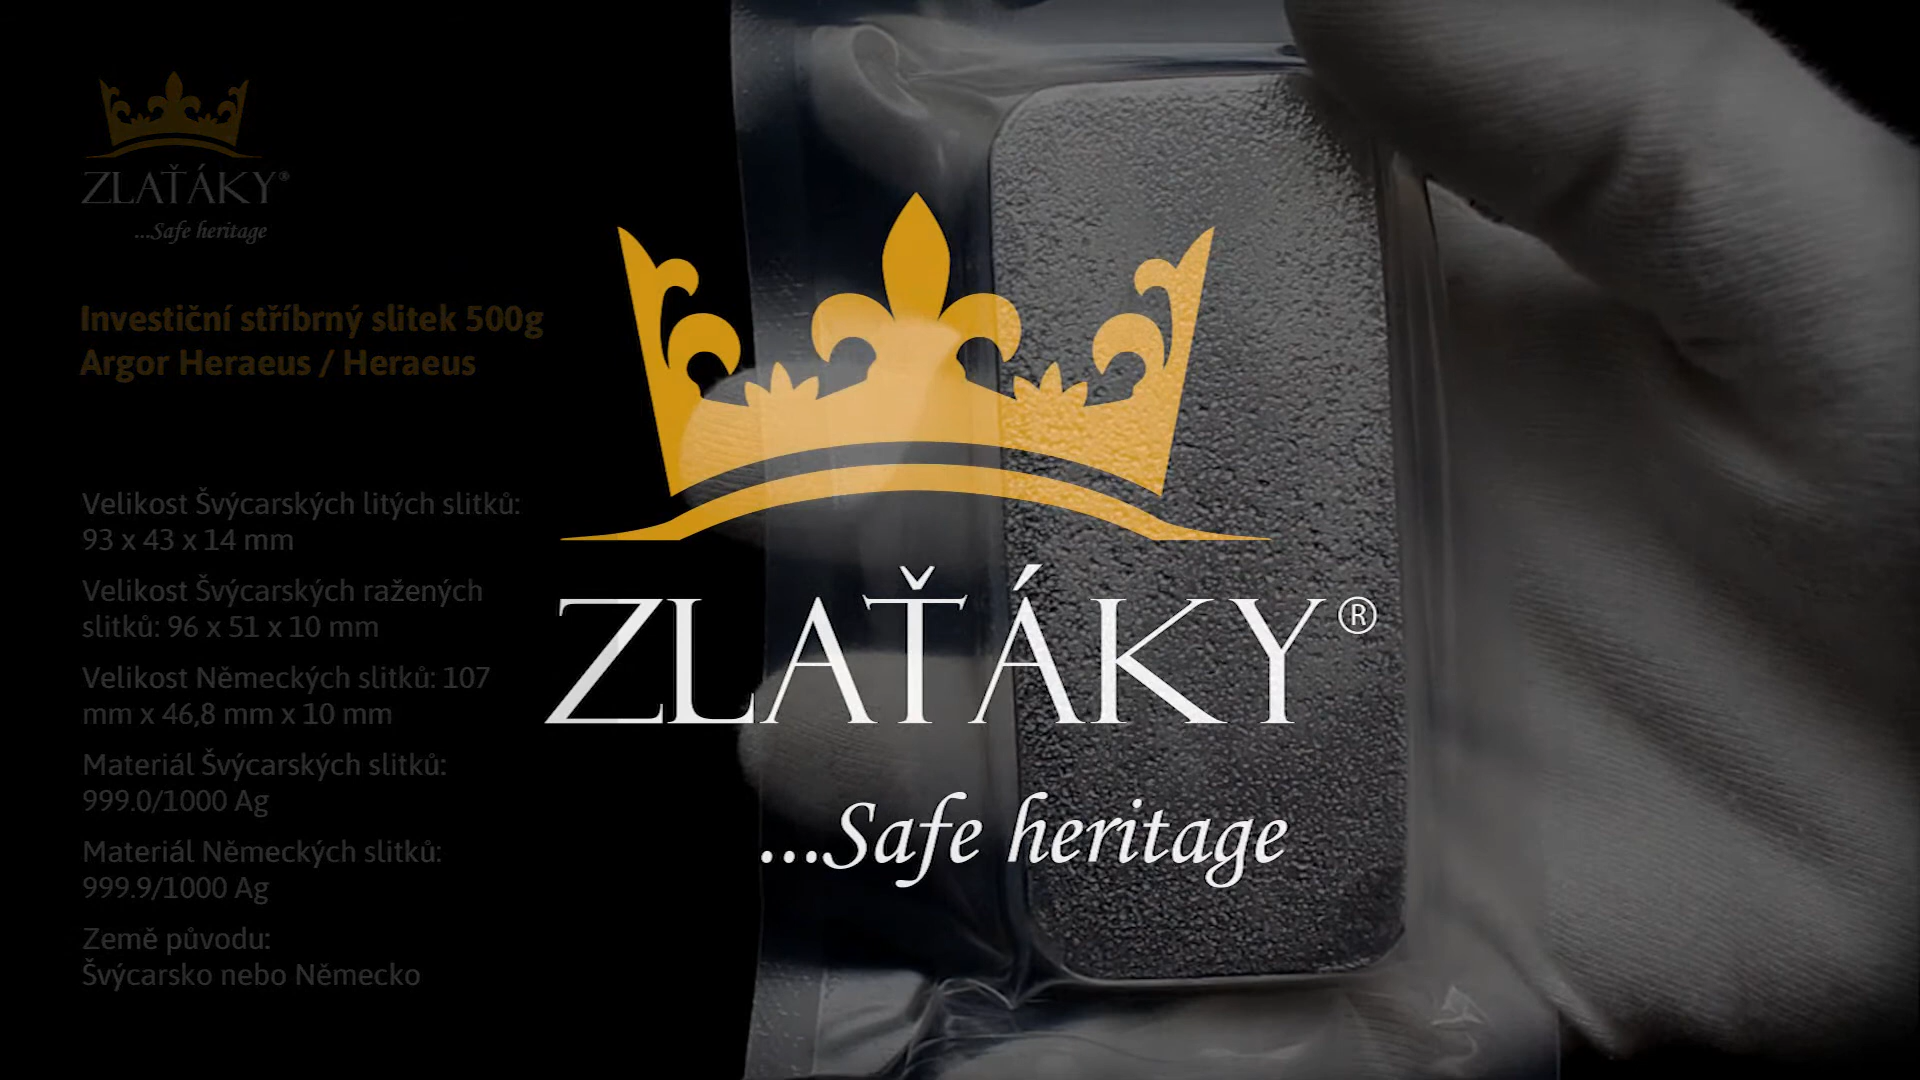 ZLAŤÁKY®
...Safe heritage
Investiční stříbrný slitek 500g
Argor Heraeus / Heraeus
Velikost Švýcarských litých slitků:
93 x 43 x 14 mm
Velikost Švýcarských ražených
slitků: 96 x 51 x 10 mm
Velikost Německých slitků: 107
mm x 46,8 mm x 10 mm
Materiál Švýcarských slitků:
999.0/1000 Ag
Materiál Německých slitků:
999.9/1000 Ag
Země původu:
Švýcarsko nebo Německo
ZLAŤÁKY®
...Safe heritage